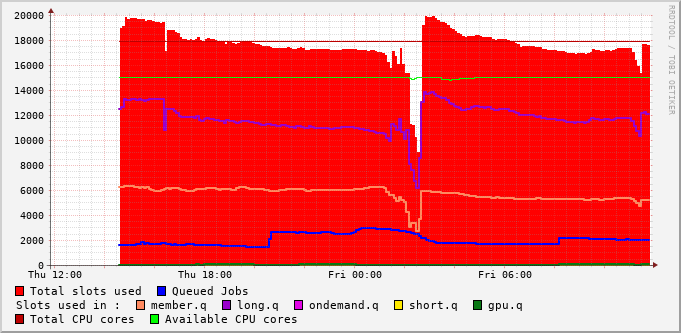 20000
18000
16000
14000
12000
10000
8000
6000
4000
2000
0
Thu 12:00 Thu 18:00 Fri 00:00 Fri 06:00
RRDTOOL / TOBI OETIKER
Total slots used Queued Jobs
Slots used in : member.q long.q ondemand.q short.q gpu.q
Total CPU cores Available CPU cores